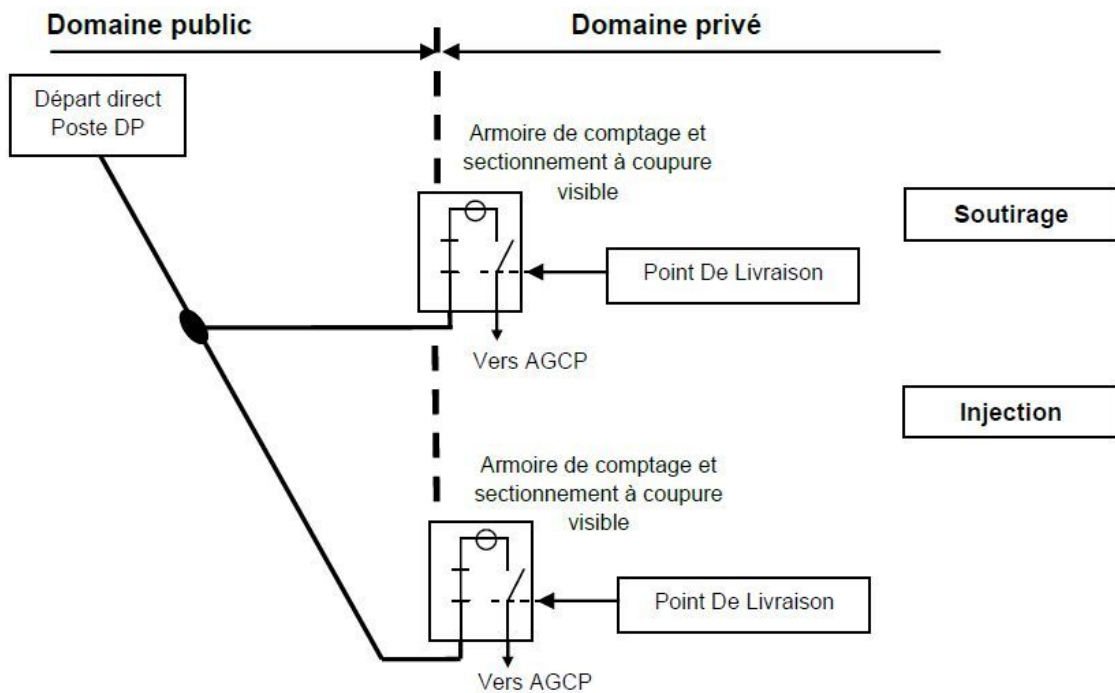 Domaine public
Domaine privé
Départ direct
Poste DP
Armoire de comptage et
sectionnement à coupure
visible
Soutirage
Point De Livraison
Vers AGCP
Injection
Armoire de comptage et
sectionnement à coupure
visible
Point De Livraison
Vers AGCP